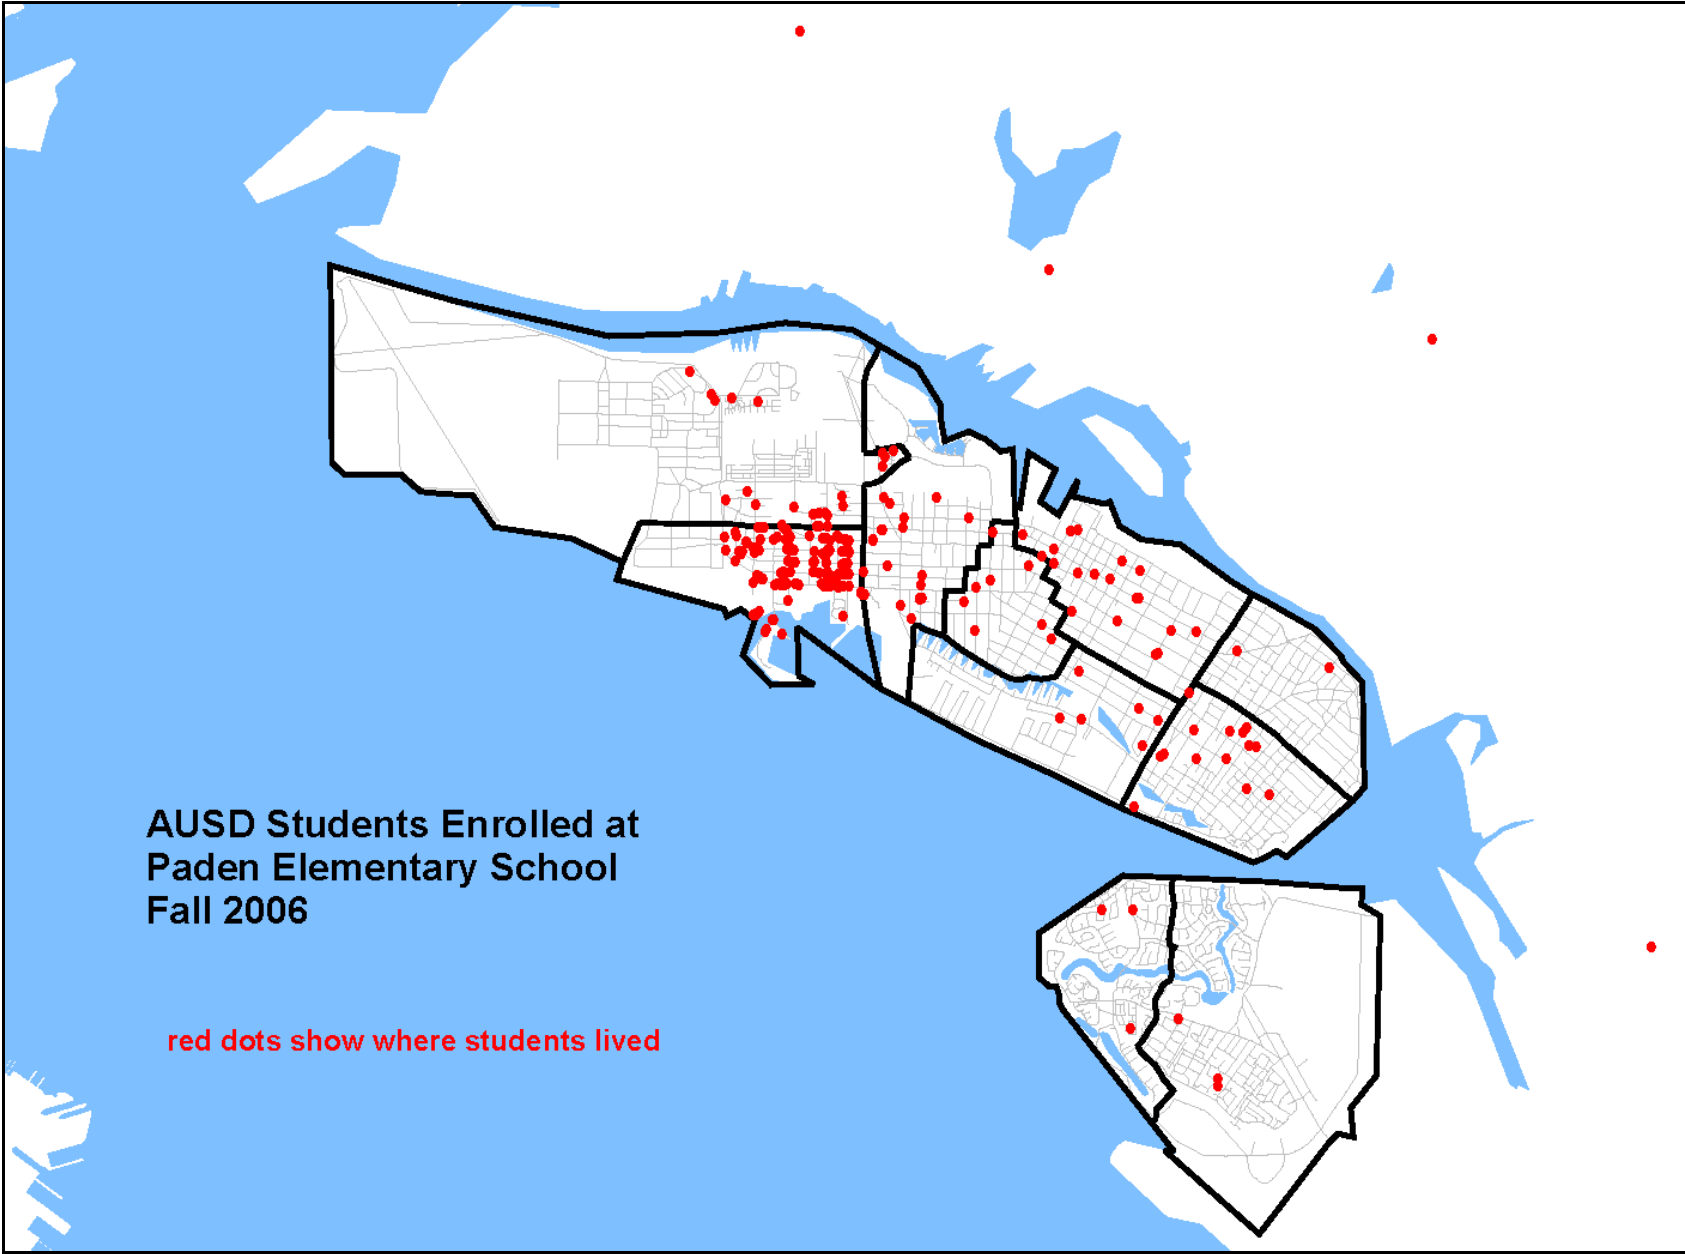 AUSD Students Enrolled at
Paden Elementary School
Fall 2006
red dots show where students lived